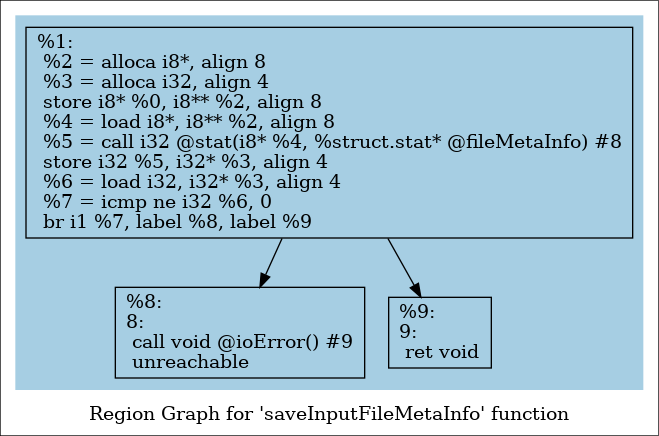 %1:
%2 = alloca i8*, align 8
%3 = alloca i32, align 4
store i8* %0, i8** %2, align 8
%4 = load i8*, i8** %2, align 8
%5 = call i32 @stat(i8* %4, %struct.stat* @fileMetaInfo) #8
store i32 %5, i32* %3, align 4
%6 = load i32, i32* %3, align 4
%7 = icmp ne i32 %6, 0
br i1 %7, label %8, label %9
%8:
8:
call void @ioError() #9
unreachable
%9:
9:
ret void
Region Graph for 'saveInputFileMetaInfo' function